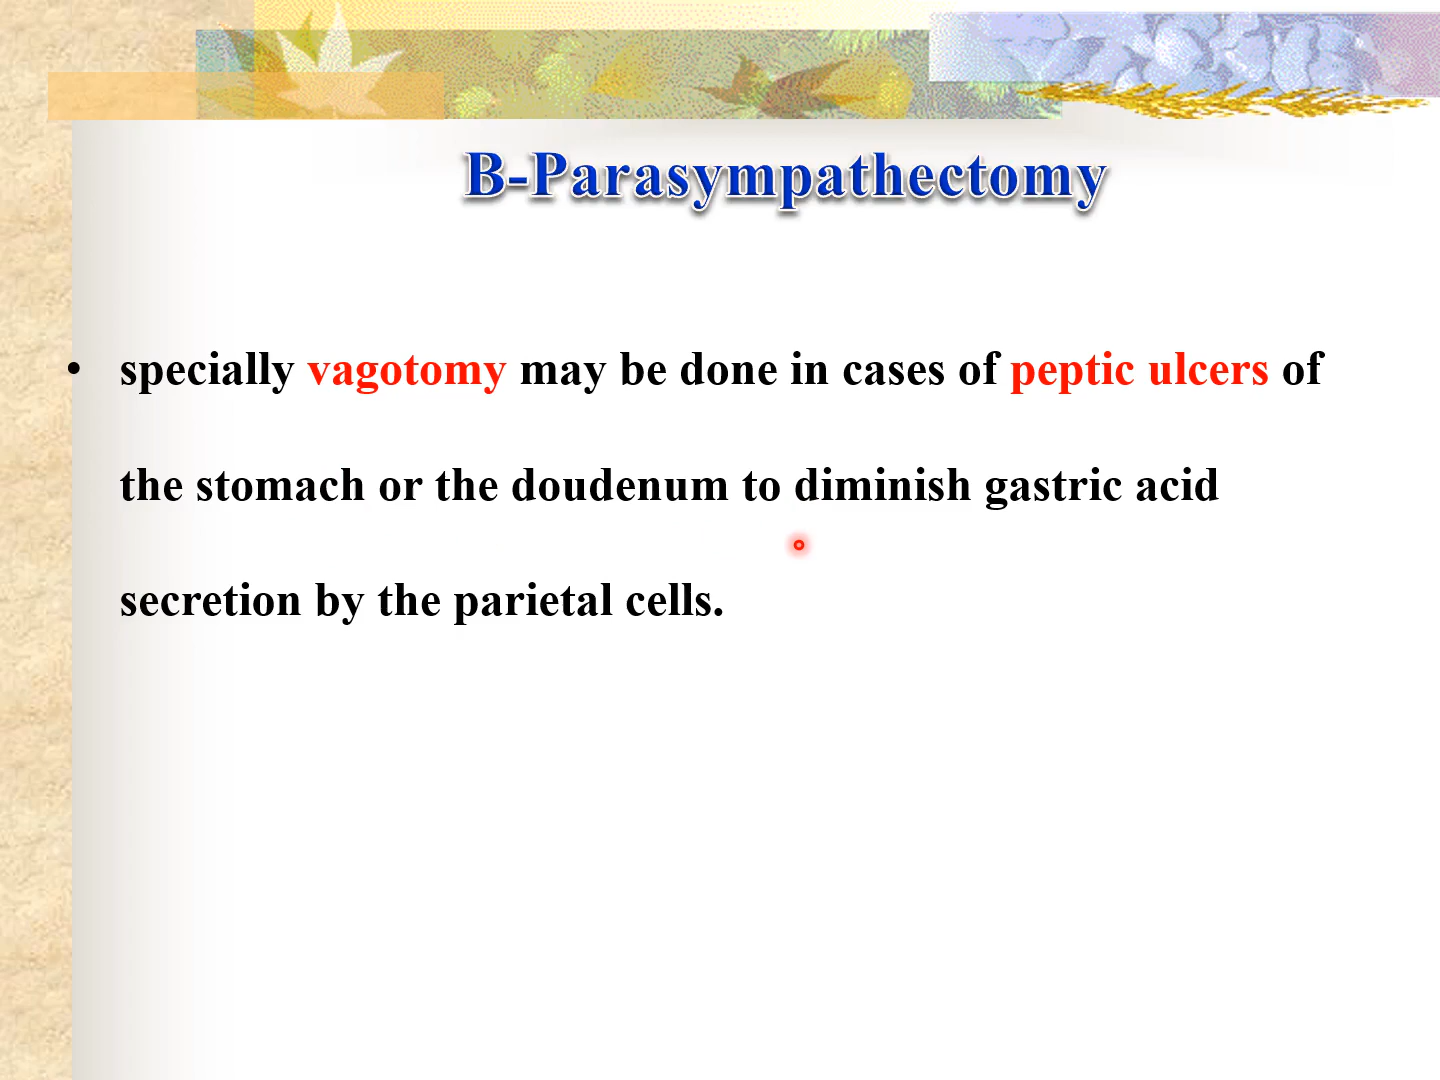 B-Parasympathectomy
• specially vagotomy may be done in cases of peptic ulcers of
the stomach or the doudenum to diminish gastric acid
secretion by the parietal cells.